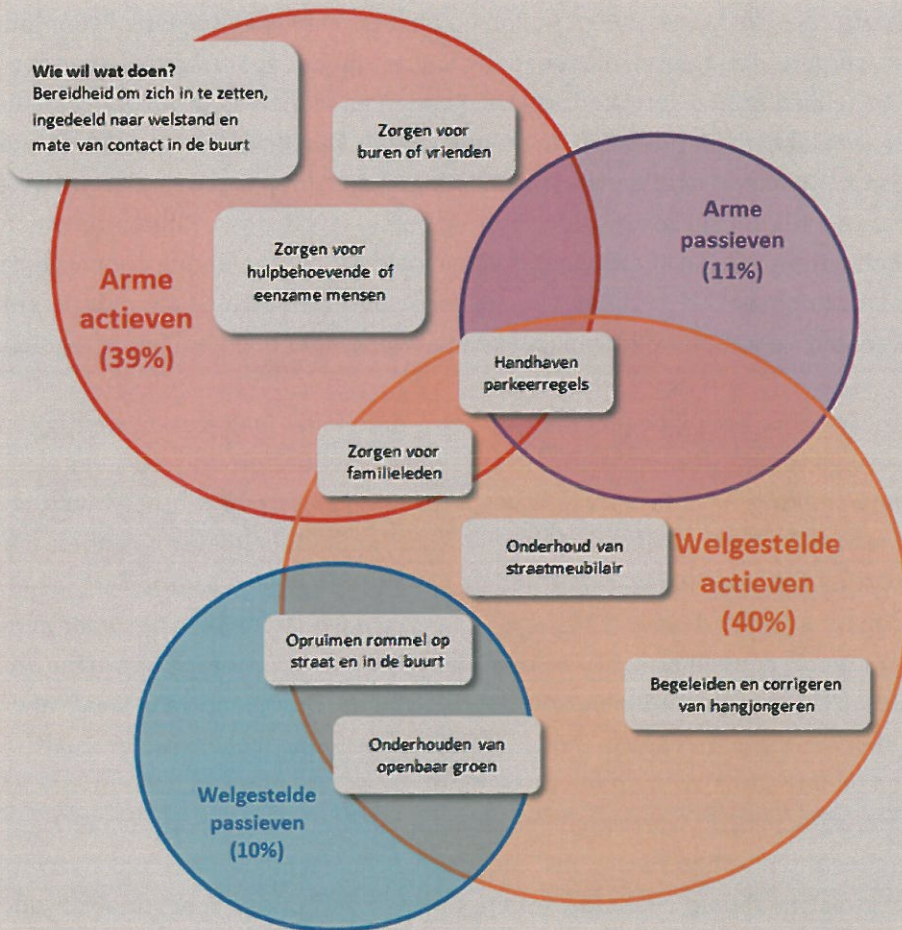 Wie wil wat doen?
Bereidheid om zich in te zetten,
ingedeeld naar welstand en
mate van contact in de buurt
Zorgen voor
buren of vrienden
Arme
passieven
(11%)
Zorgen voor
hulpbehoevende of
eenzame mensen
Arme
actieven
(39%)
Handhaven
parkeerregels
Zorgen voor
familieleden
Onderhoud van
straatmeubilair
Welgestelde
actieven
(40%)
Opruimen rommel op
straat en in de buurt
Begeleiden en corrigeren
van hangjongeren
Onderhouden van
openbaar groen
Welgestelde
passieven
(10%)